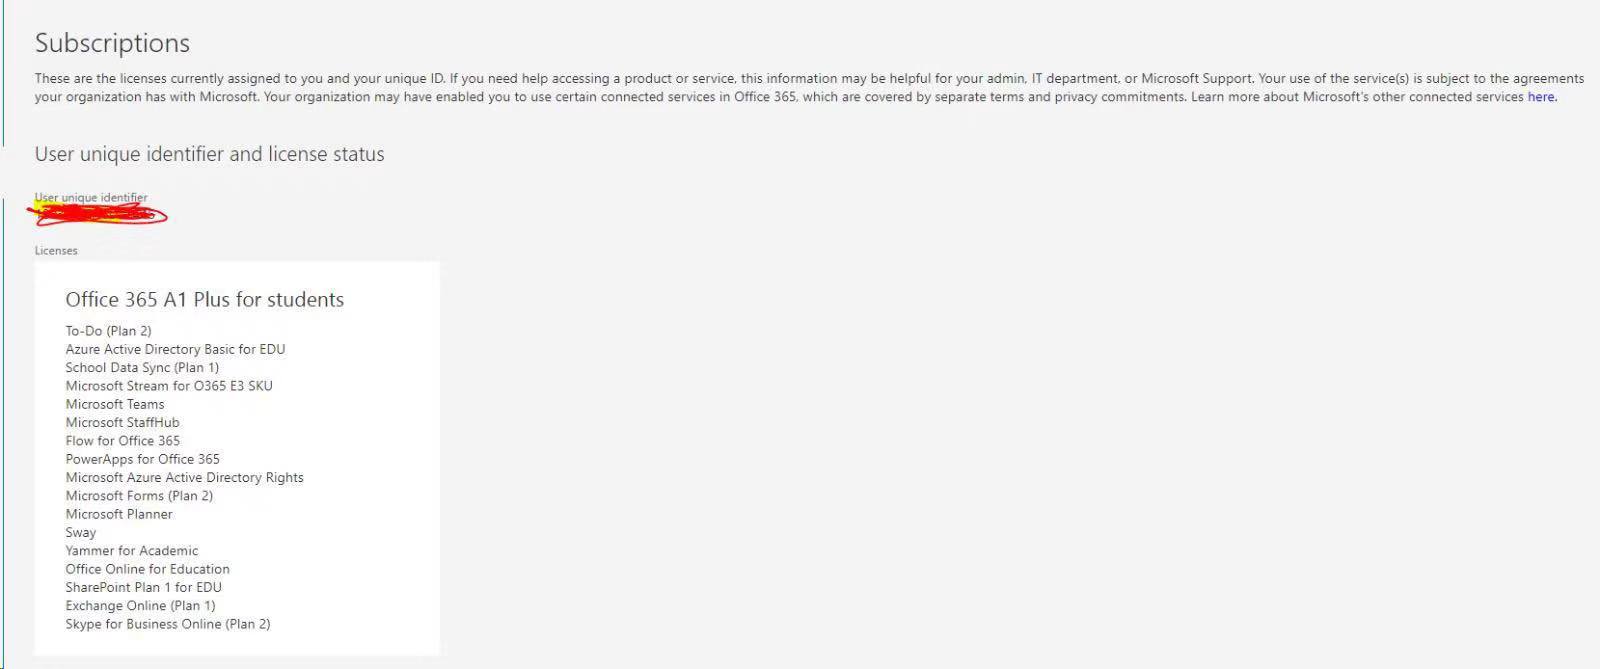 Subscriptions
These are the licenses currently assigned to you and your unique ID. If you need help accessing a product or service, this information may be helpful for your admin, IT department, or Microsoft Support. Your use of the service(s) is subject to the agreements
your organization has with Microsoft. Your organization may have enabled you to use certain connected services in Office 365, which are covered by separate terms and privacy commitments. Learn more about Microsoft's other connected services here.
User unique identifier and license status
User unique identifier
Licenses
Office 365 A1 Plus for students
To-Do (Plan 2)
Azure Active Directory Basic for EDU
School Data Sync (Plan 1)
Microsoft Stream for O365 E3 SKU
Microsoft Teams
Microsoft StaffHub
Flow for Office 365
PowerApps for Office 365
Microsoft Azure Active Directory Rights
Microsoft Forms (Plan 2)
Microsoft Planner
Sway
Yammer for Academic
Office Online for Education
SharePoint Plan 1 for EDU
Exchange Online (Plan 1)
Skype for Business Online (Plan 2)